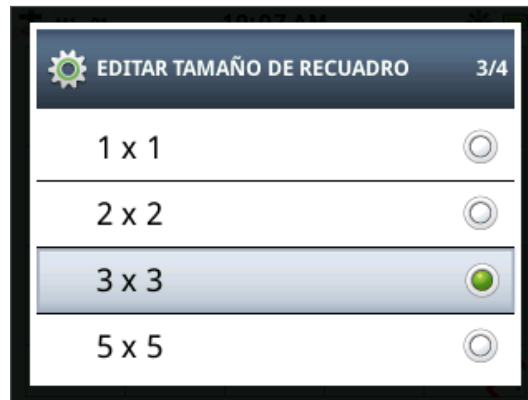 EDITAR TAMAÑO DE RECUADRO 3/4
1 x 1
2 x 2
3 x 3
5 x 5